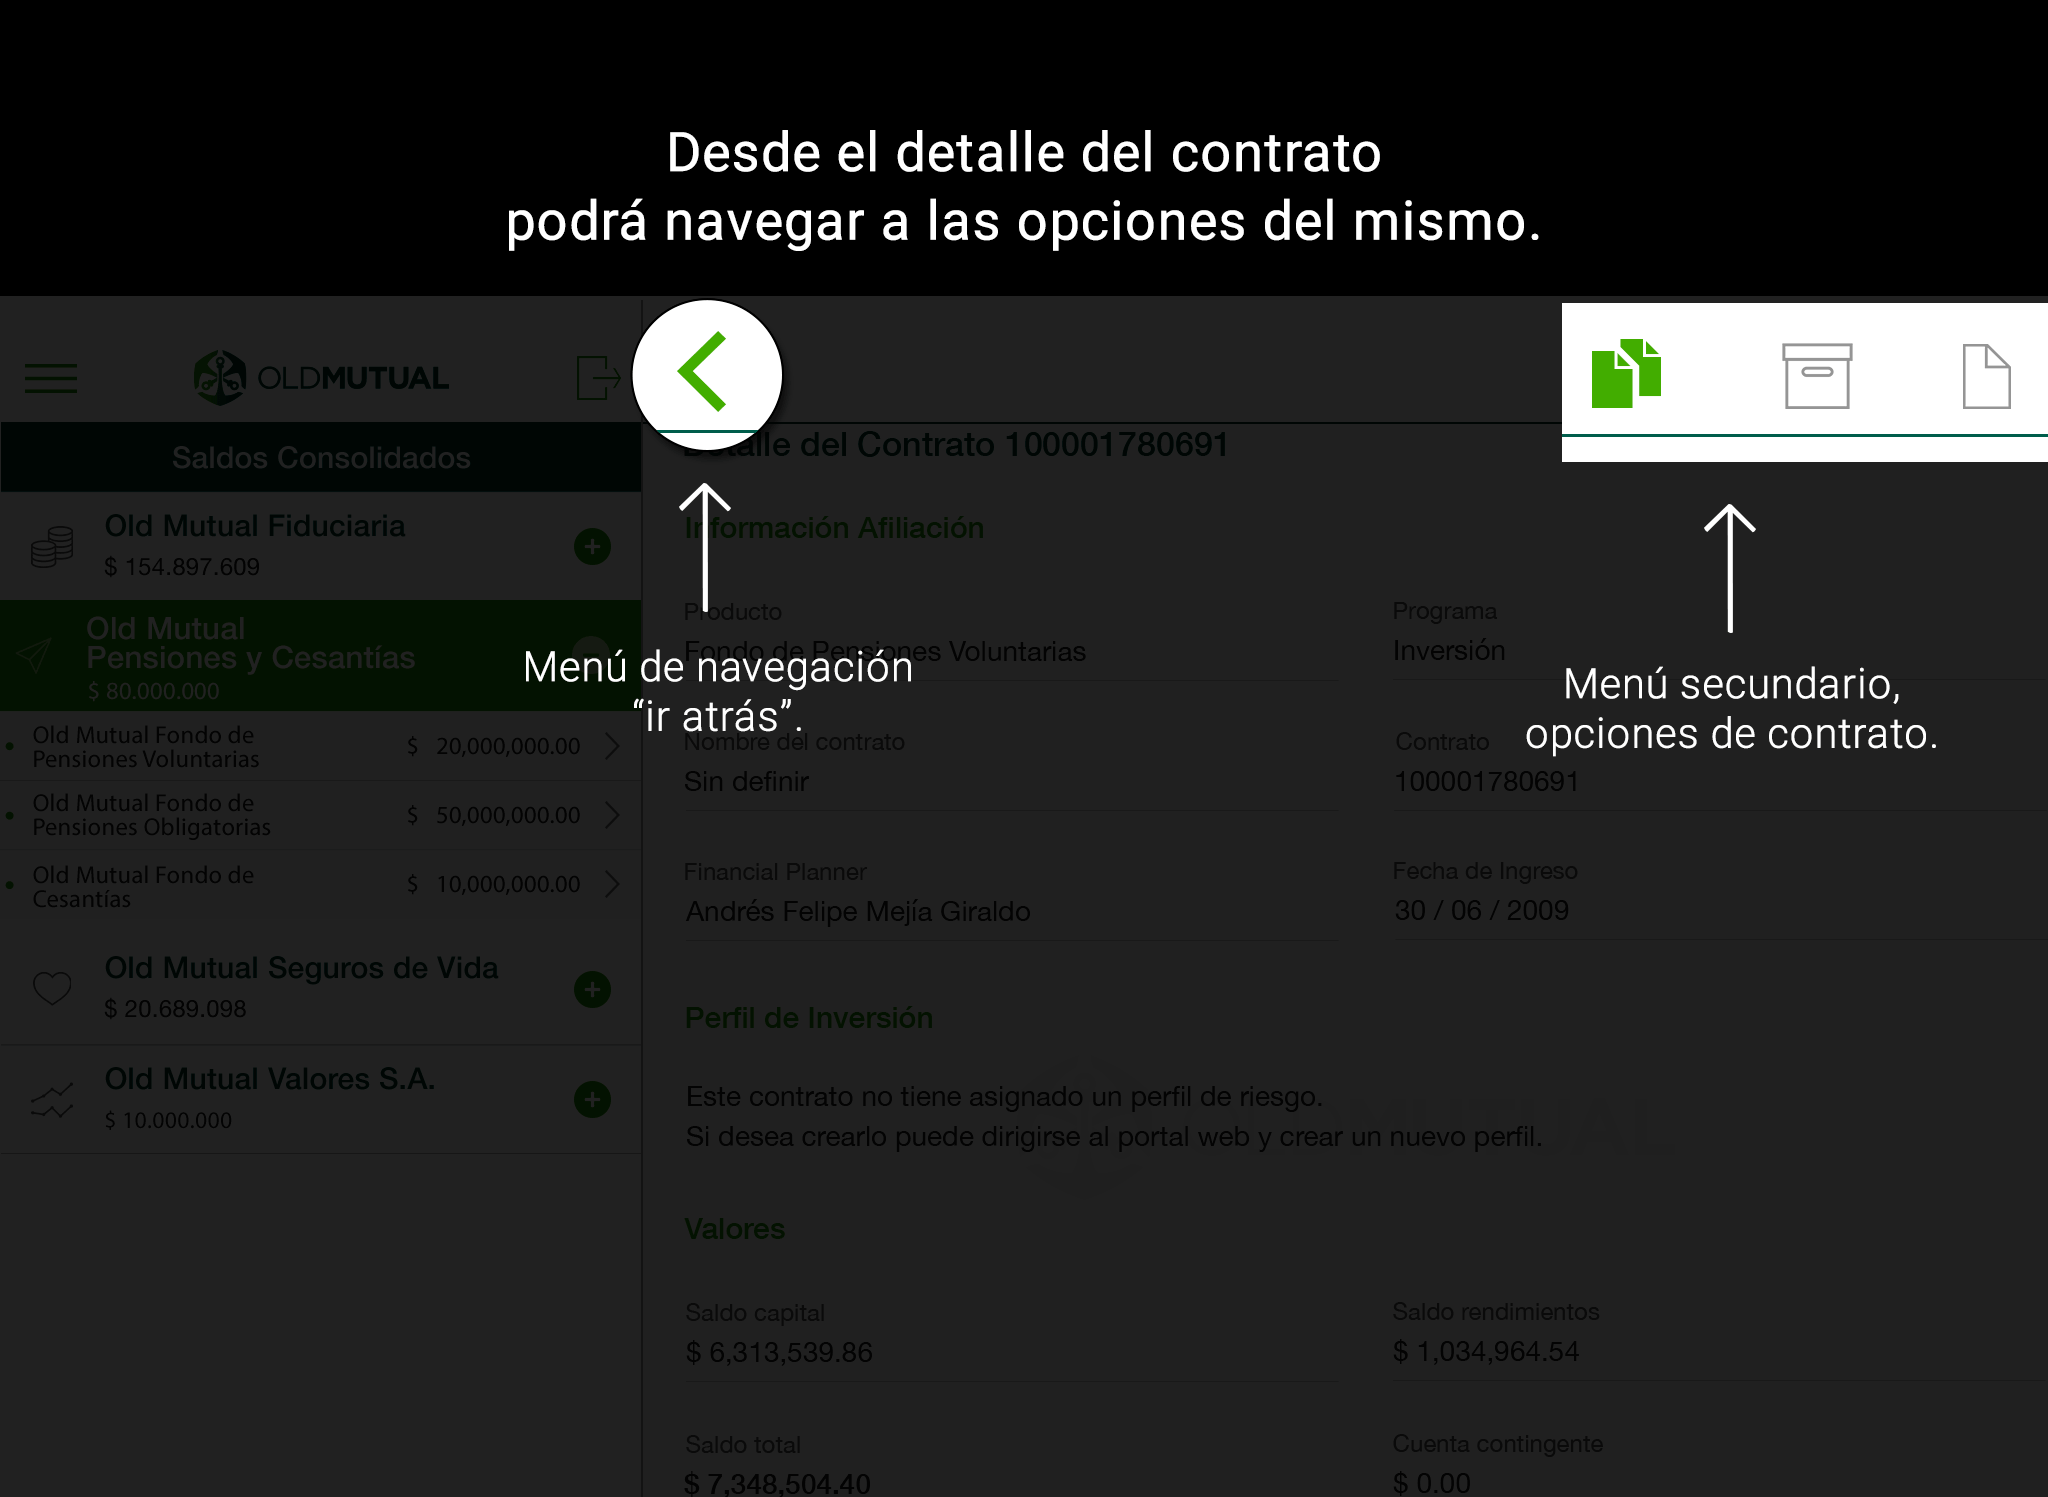 Desde el detalle del contrato
podrá navegar a las opciones del mismo.
OLDMUTUAL
Saldos Consolidados
Old Mutual Fiduciaria
$ 154.897.609
Old Mutual
Pensiones y Cesantías
$ 80.000.000
Old Mutual Fondo de
Pensiones Voluntarias
$ 20,000,000.00
Old Mutual Fondo de
Pensiones Obligatorias
$ 50,000,000.00
Old Mutual Fondo de
Cesantías
$ 10,000,000.00
Old Mutual Seguros de Vida
$ 20.689.098
Old Mutual Valores S.A.
$ 10.000.000
Menú de navegación
“ir atrás”.
Menú secundario,
opciones de contrato.
Detalle del Contrato 100001780691
Información Afiliación
Producto
Fondo de Pensiones Voluntarias
Programa
Inversión
Nombre del contrato
Sin definir
Contrato
100001780691
Financial Planner
Andrés Felipe Mejía Giraldo
Fecha de Ingreso
30 / 06 / 2009
Perfil de Inversión
Este contrato no tiene asignado un perfil de riesgo.
Si desea crearlo puede dirigirse al portal web y crear un nuevo perfil.
Valores
Saldo capital
$ 6,313,539.86
Saldo rendimientos
$ 1,034,964.54
Saldo total
$ 7,348,504.40
Cuenta contingente
$ 0.00